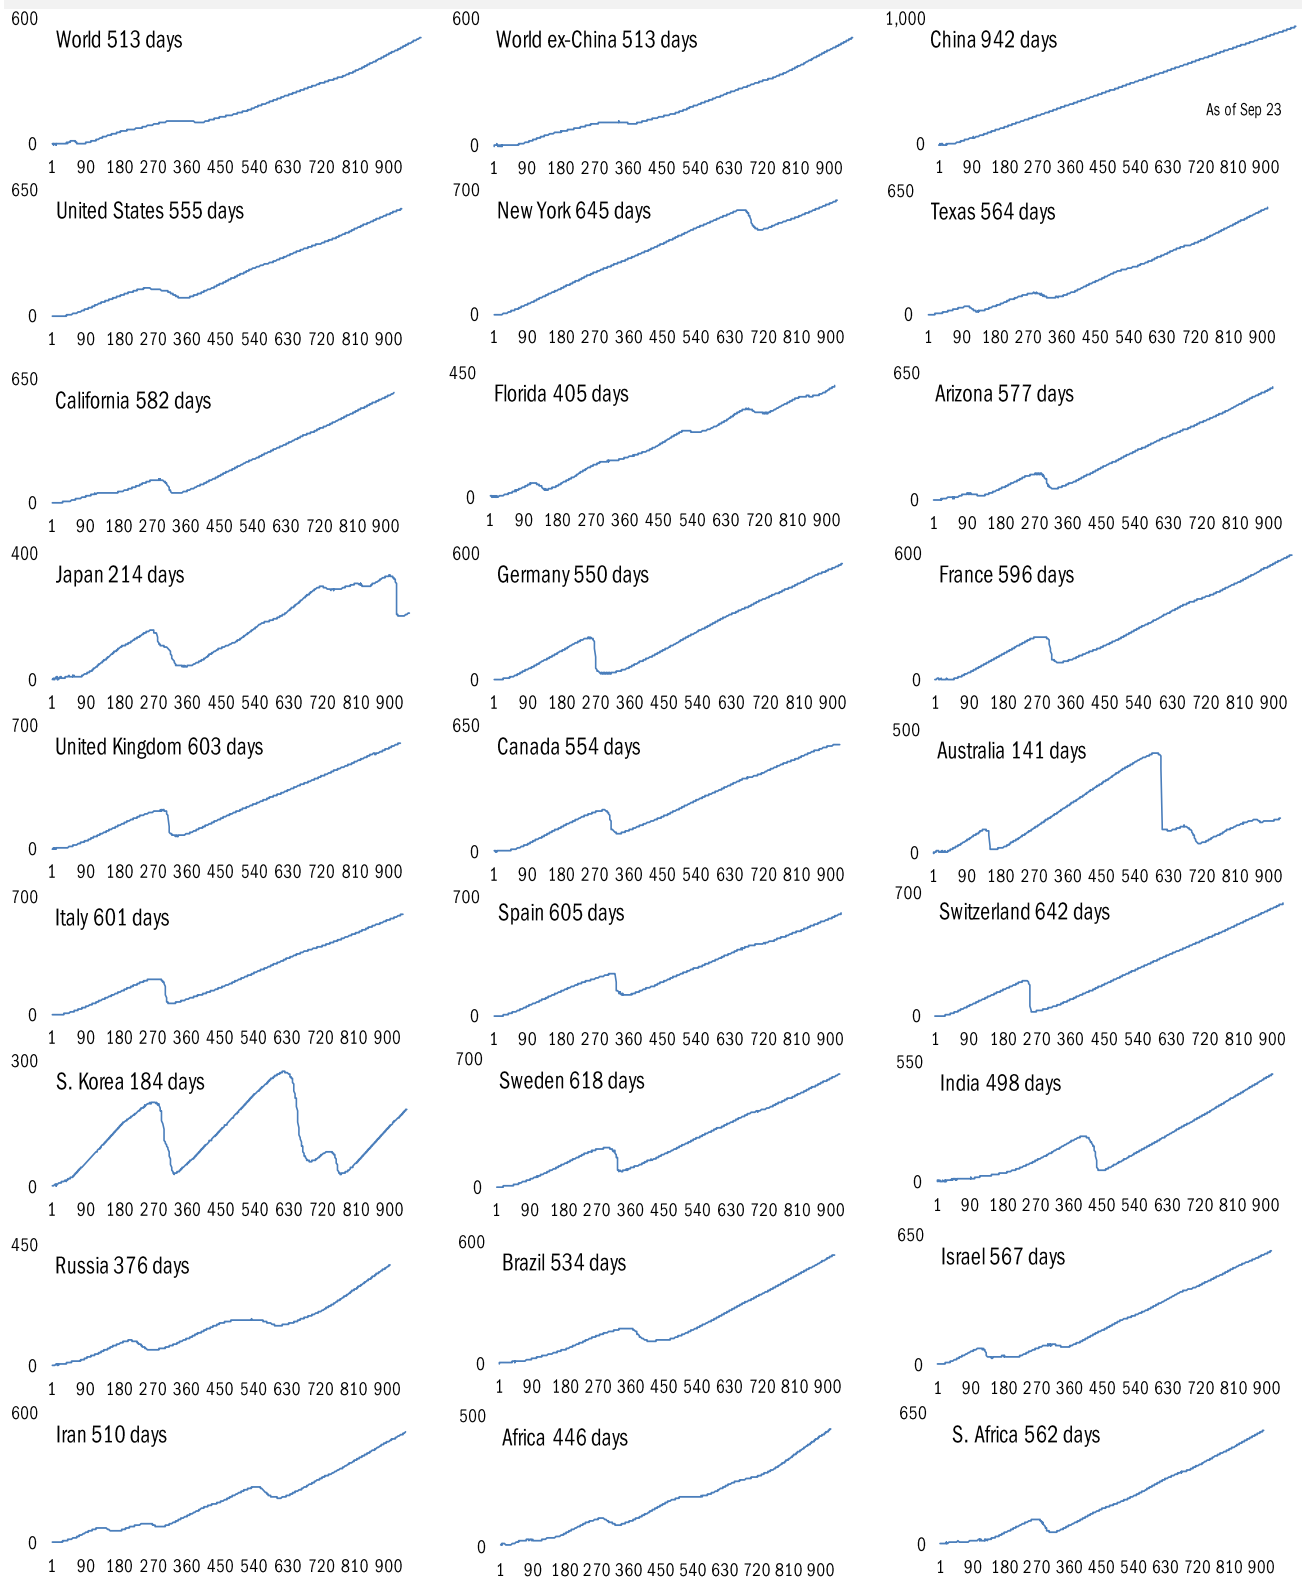 600
World 513 days
0
1 90 180 270 360 450 540 630 720 810 900
600
World ex-China 513 days
0
1 90 180 270 360 450 540 630 720 810 900
1,000
China 942 days
As of Sep 23
0
1 90 180 270 360 450 540 630 720 810 900
650
United States 555 days
0
1 90 180 270 360 450 540 630 720 810 900
700
New York 645 days
0
1 90 180 270 360 450 540 630 720 810 900
650
Texas 564 days
0
1 90 180 270 360 450 540 630 720 810 900
650
California 582 days
0
1 90 180 270 360 450 540 630 720 810 900
450
Florida 405 days
0
1 90 180 270 360 450 540 630 720 810 900
650
Arizona 577 days
0
1 90 180 270 360 450 540 630 720 810 900
400
Japan 214 days
0
1 90 180 270 360 450 540 630 720 810 900
600
Germany 550 days
0
1 90 180 270 360 450 540 630 720 810 900
600
France 596 days
0
1 90 180 270 360 450 540 630 720 810 900
700
United Kingdom 603 days
0
1 90 180 270 360 450 540 630 720 810 900
650
Canada 554 days
0
1 90 180 270 360 450 540 630 720 810 900
500
Australia 141 days
0
1 90 180 270 360 450 540 630 720 810 900
700
Italy 601 days
0
1 90 180 270 360 450 540 630 720 810 900
700
Spain 605 days
0
1 90 180 270 360 450 540 630 720 810 900
700
Switzerland 642 days
0
1 90 180 270 360 450 540 630 720 810 900
300
S. Korea 184 days
0
1 90 180 270 360 450 540 630 720 810 900
700
Sweden 618 days
0
1 90 180 270 360 450 540 630 720 810 900
550
India 498 days
0
1 90 180 270 360 450 540 630 720 810 900
450
Russia 376 days
0
1 90 180 270 360 450 540 630 720 810 900
600
Brazil 534 days
0
1 90 180 270 360 450 540 630 720 810 900
650
Israel 567 days
0
1 90 180 270 360 450 540 630 720 810 900
600
Iran 510 days
0
1 90 180 270 360 450 540 630 720 810 900
500
Africa 446 days
0
1 90 180 270 360 450 540 630 720 810 900
650
S. Africa 562 days
0
1 90 180 270 360 450 540 630 720 810 900